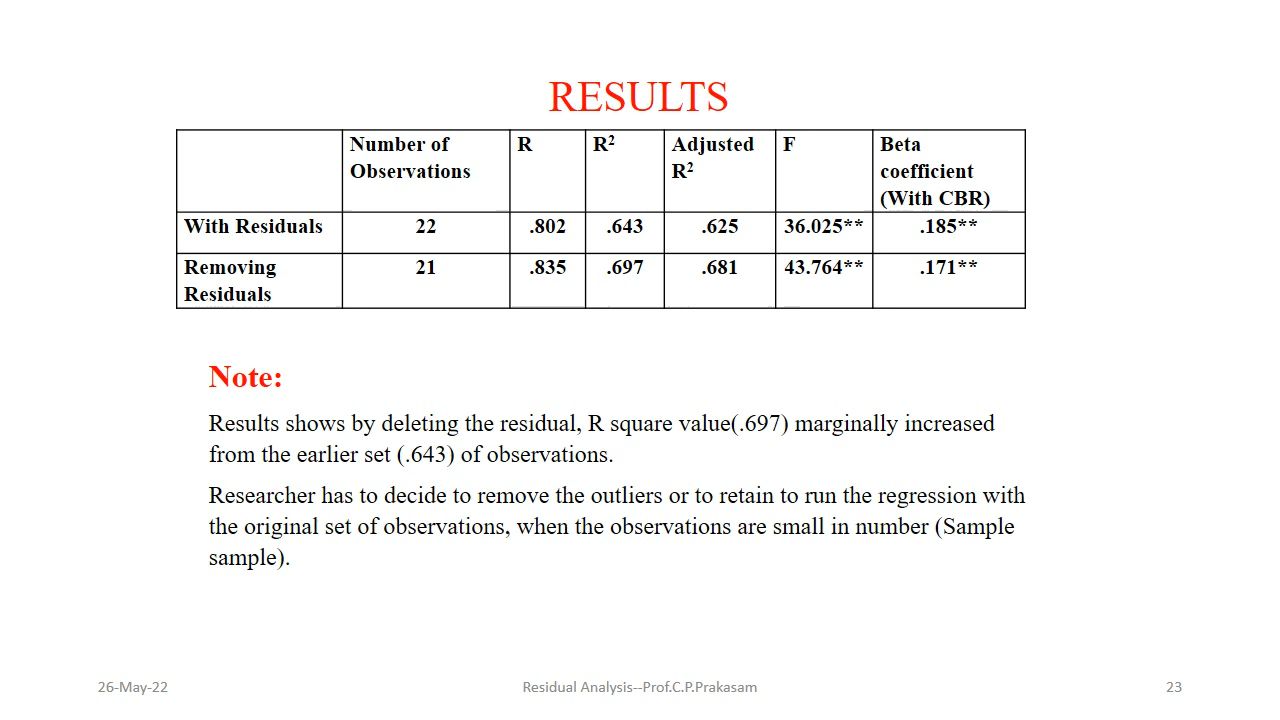 RESULTS
Number of Observations R R² Adjusted R² F Beta coefficient (With CBR)
With Residuals 22 .802 .643 .625 36.025** .185**
Removing Residuals 21 .835 .697 .681 43.764** .171**
Note:
Results shows by deleting the residual, R square value(.697) marginally increased
from the earlier set (.643) of observations.
Researcher has to decide to remove the outliers or to retain to run the regression with
the original set of observations, when the observations are small in number (Sample
sample).
26-May-22 Residual Analysis--Prof.C.P.Prakasam 23